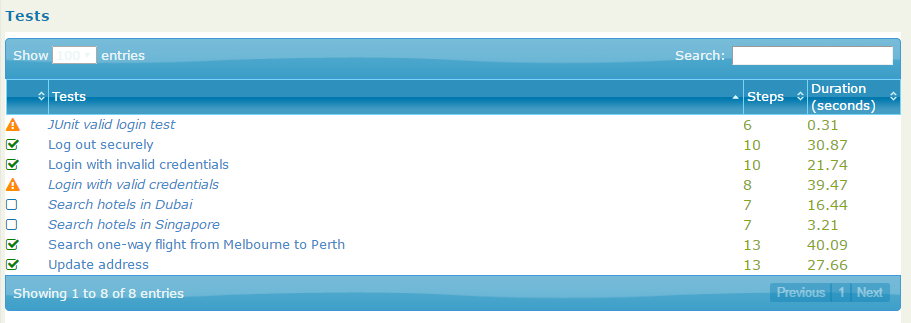 Tests
Show 100 entries Search:
Tests Steps Duration (seconds)
JUnit valid login test 6 0.31
Log out securely 10 30.87
Login with invalid credentials 10 21.74
Login with valid credentials 8 39.47
Search hotels in Dubai 7 16.44
Search hotels in Singapore 7 3.21
Search one-way flight from Melbourne to Perth 13 40.09
Update address 13 27.66
Showing 1 to 8 of 8 entries Previous 1 Next